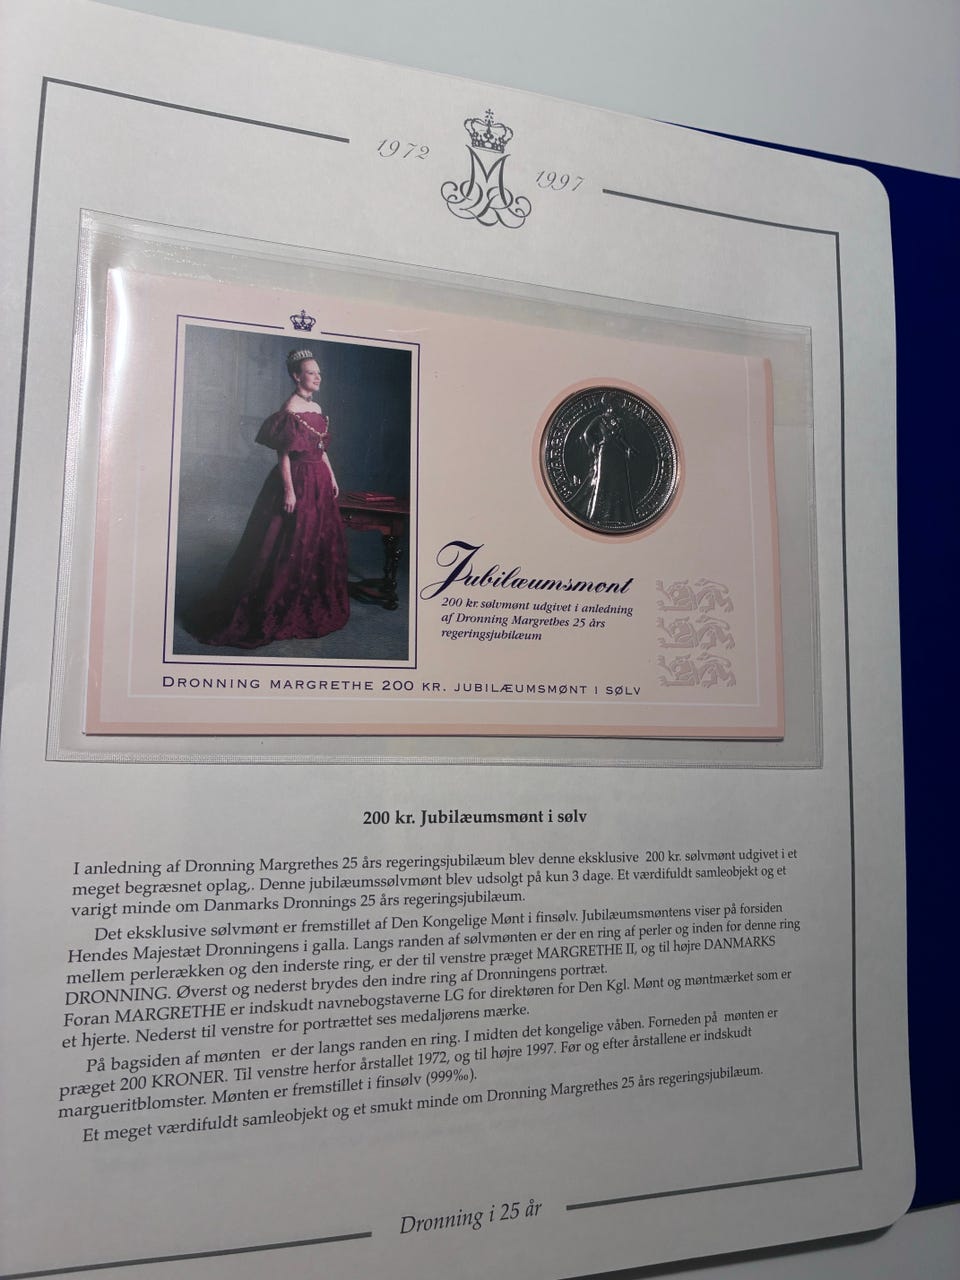 1972
1997
Jubilæumsmønt
200 kr. sølvmønt udgivet i anledning
af Dronning Margrethes 25 års
regeringsjubilæum
DRONNING MARGRETHE 200 KR. JUBILÆUMSMØNT I SØLV
200 kr. Jubilæumsmønt i sølv
I anledning af Dronning Margrethes 25 års regeringsjubilæum blev denne eksklusive 200 kr. sølvmønt udgivet i et
meget begræsnet oplag,. Denne jubilæumssølvmønt blev udsolgt på kun 3 dage. Et værdifuldt samleobjekt og et
varigt minde om Danmarks Dronnings 25 års regeringsjubilæum.
Det eksklusive sølvmønt er fremstillet af Den Kongelige Mønt i finsølv. Jubilæumsmøntens viser på forsiden
Hendes Majestæt Dronningens i galla. Langs randen af sølvmønten er der en ring af perler og inden for denne ring
mellem perlerækken og den inderste ring, er der til venstre præget MARGRETHE II, og til højre DANMARKS
DRONNING. Øverst og nederst brydes den indre ring af Dronningens portræt.
Foran MARGRETHE er indskudt navnebogstaverne LG for direktøren for Den Kgl. Mønt og møntmærket som er
et hjerte. Nederst til venstre for portrættet ses medaljørens mærke.
På bagsiden af mønten er der langs randen en ring. I midten det kongelige våben. Forneden på mønten er
præget 200 KRONER. Til venstre herfor årstallet 1972, og til højre 1997. Før og efter årstallene er indskudt
margueritblomster. Mønten er fremstillet i finsølv (999‰).
Et meget værdifuldt samleobjekt og et smukt minde om Dronning Margrethes 25 års regeringsjubilæum.
Dronning i 25 år